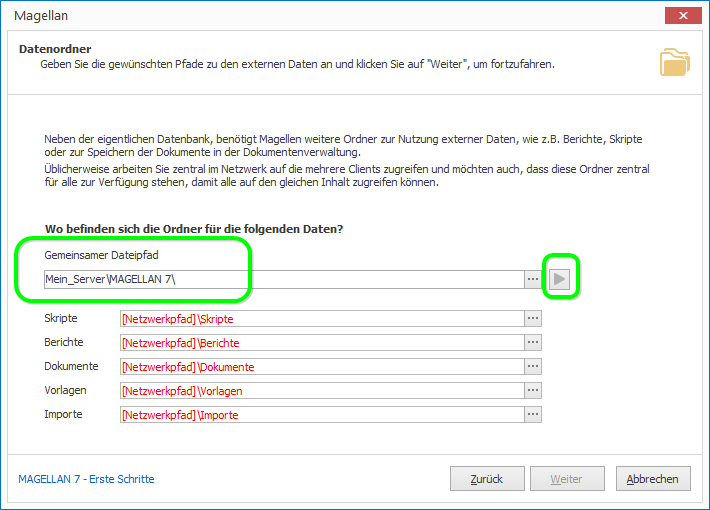 Magellan
Datenordner
Geben Sie die gewünschten Pfade zu den externen Daten an und klicken Sie auf "Weiter", um fortzufahren.
Neben der eigentlichen Datenbank, benötigt Magellen weitere Ordner zur Nutzung externer Daten, wie z.B. Berichte, Skripte
oder zur Speichern der Dokumente in der Dokumentenverwaltung.
Üblicherweise arbeiten Sie zentral im Netzwerk auf die mehrere Clients zugreifen und möchten auch, dass diese Ordner zentral
für alle zur Verfügung stehen, damit alle auf den gleichen Inhalt zugreifen können.
Wo befinden sich die Ordner für die folgenden Daten?
Gemeinsamer Dateipfad
Mein_Server\MAGELLAN 7\ ...
Skripte [Netzwerkpfad]\Skripte ...
Berichte [Netzwerkpfad]\Berichte ...
Dokumente [Netzwerkpfad]\Dokumente ...
Vorlagen [Netzwerkpfad]\Vorlagen ...
Importe [Netzwerkpfad]\Importe ...
MAGELLAN 7 - Erste Schritte Zurück Weiter Abbrechen